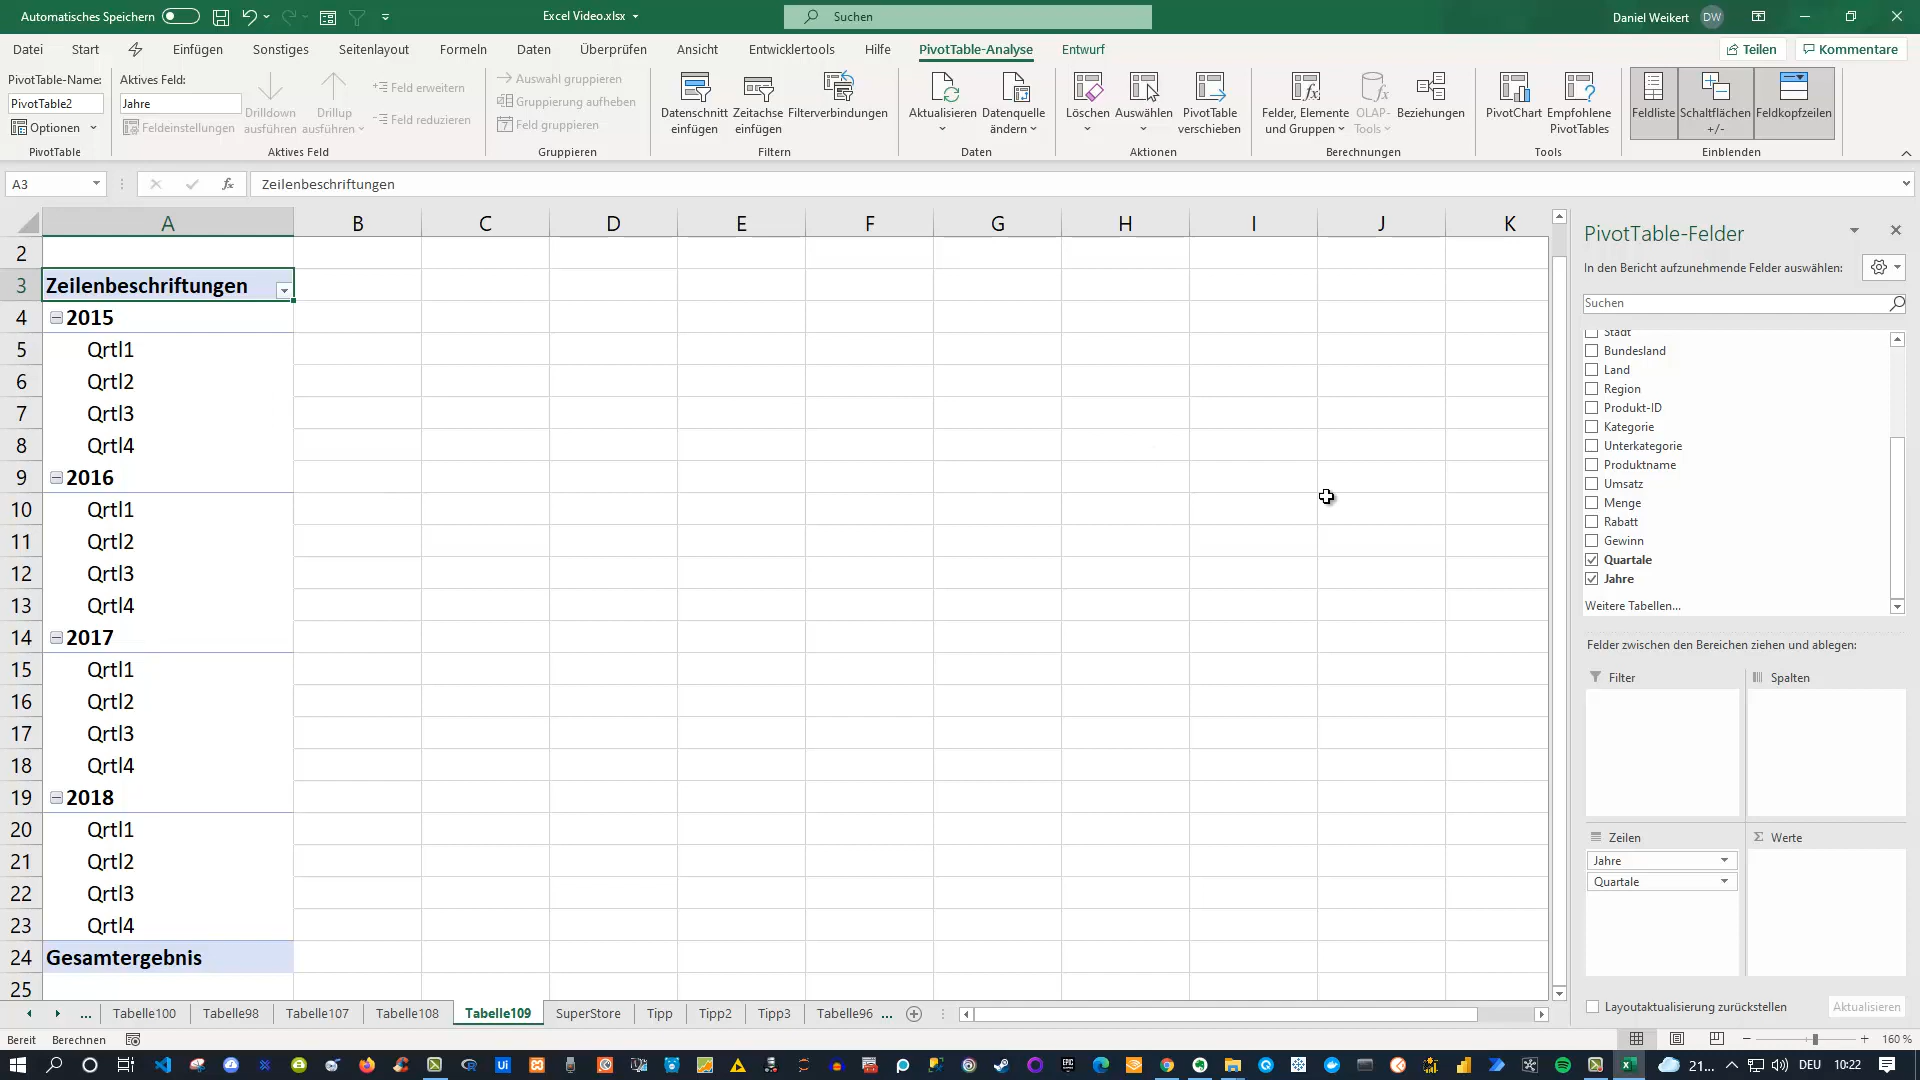 Automatisches Speichern
Excel Video.xlsx
Suchen
Daniel Weikert DW
Datei Start Einfügen Sonstiges Seitenlayout Formeln Daten Überprüfen Ansicht Entwicklertools Hilfe PivotTable-Analyse Entwurf Teilen Kommentare
PivotTable-Name:
PivotTable2
Optionen
PivotTable
Aktives Feld:
Jahre
Feldeinstellungen
Drilldown ausführen
Drillup ausführen
Feld erweitern
Feld reduzieren
Aktives Feld
Auswahl gruppieren
Gruppierung aufheben
Feld gruppieren
Gruppieren
Datenschnitt einfügen
Zeitachse einfügen
Filterverbindungen
Filtern
Aktualisieren
Datenquelle ändern
Daten
Löschen
Auswählen
PivotTable verschieben
Aktionen
Felder, Elemente und Gruppen
OLAP-Tools
Beziehungen
Berechnungen
PivotChart
Empfohlene PivotTables
Tools
Feldliste
Schaltflächen +/-
Feldkopfzeilen
Einblenden
A3 fx Zeilenbeschriftungen
A B C D E F G H I J K
2
3 Zeilenbeschriftungen
4 2015
5 Qrtl1
6 Qrtl2
7 Qrtl3
8 Qrtl4
9 2016
10 Qrtl1
11 Qrtl2
12 Qrtl3
13 Qrtl4
14 2017
15 Qrtl1
16 Qrtl2
17 Qrtl3
18 Qrtl4
19 2018
20 Qrtl1
21 Qrtl2
22 Qrtl3
23 Qrtl4
24 Gesamtergebnis
25
PivotTable-Felder
In den Bericht aufzunehmende Felder auswählen:
Suchen
Stadt
Bundesland
Land
Region
Produkt-ID
Kategorie
Unterkategorie
Produktname
Umsatz
Menge
Rabatt
Gewinn
Quartale
Jahre
Weitere Tabellen...
Felder zwischen den Bereichen ziehen und ablegen:
Filter
Spalten
Zeilen
Werte
Jahre
Quartale
Layoutaktualisierung zurückstellen Aktualisieren
... Tabelle100 Tabelle98 Tabelle107 Tabelle108 Tabelle109 SuperStore Tipp Tipp2 Tipp3 Tabelle96 ...
Bereit Berechnen 160 %
21... DEU 10:22